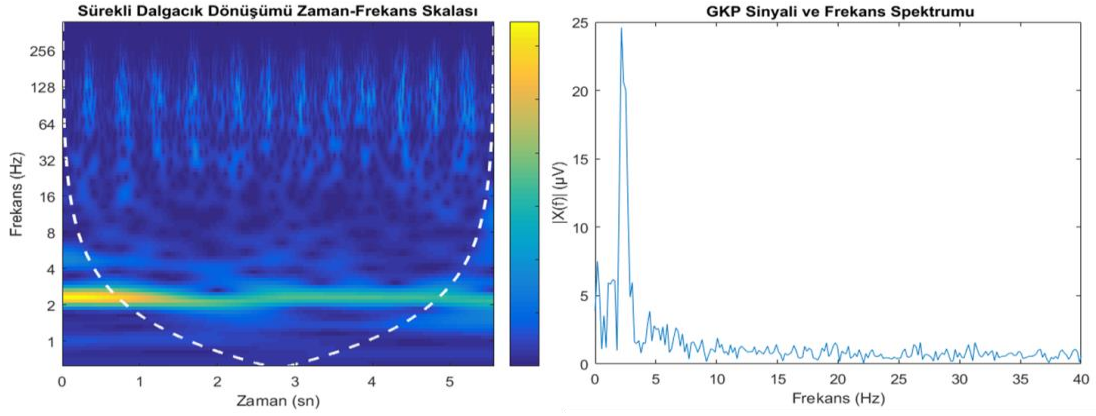 Sürekli Dalgacık Dönüşümü Zaman-Frekans Skalası
256
128
64
32
16
8
4
2
1
Frekans (Hz)
0 1 2 3 4 5
Zaman (sn)
GKP Sinyali ve Frekans Spektrumu
25
20
15
10
5
0
|X(f)| (µV)
0 5 10 15 20 25 30 35 40
Frekans (Hz)